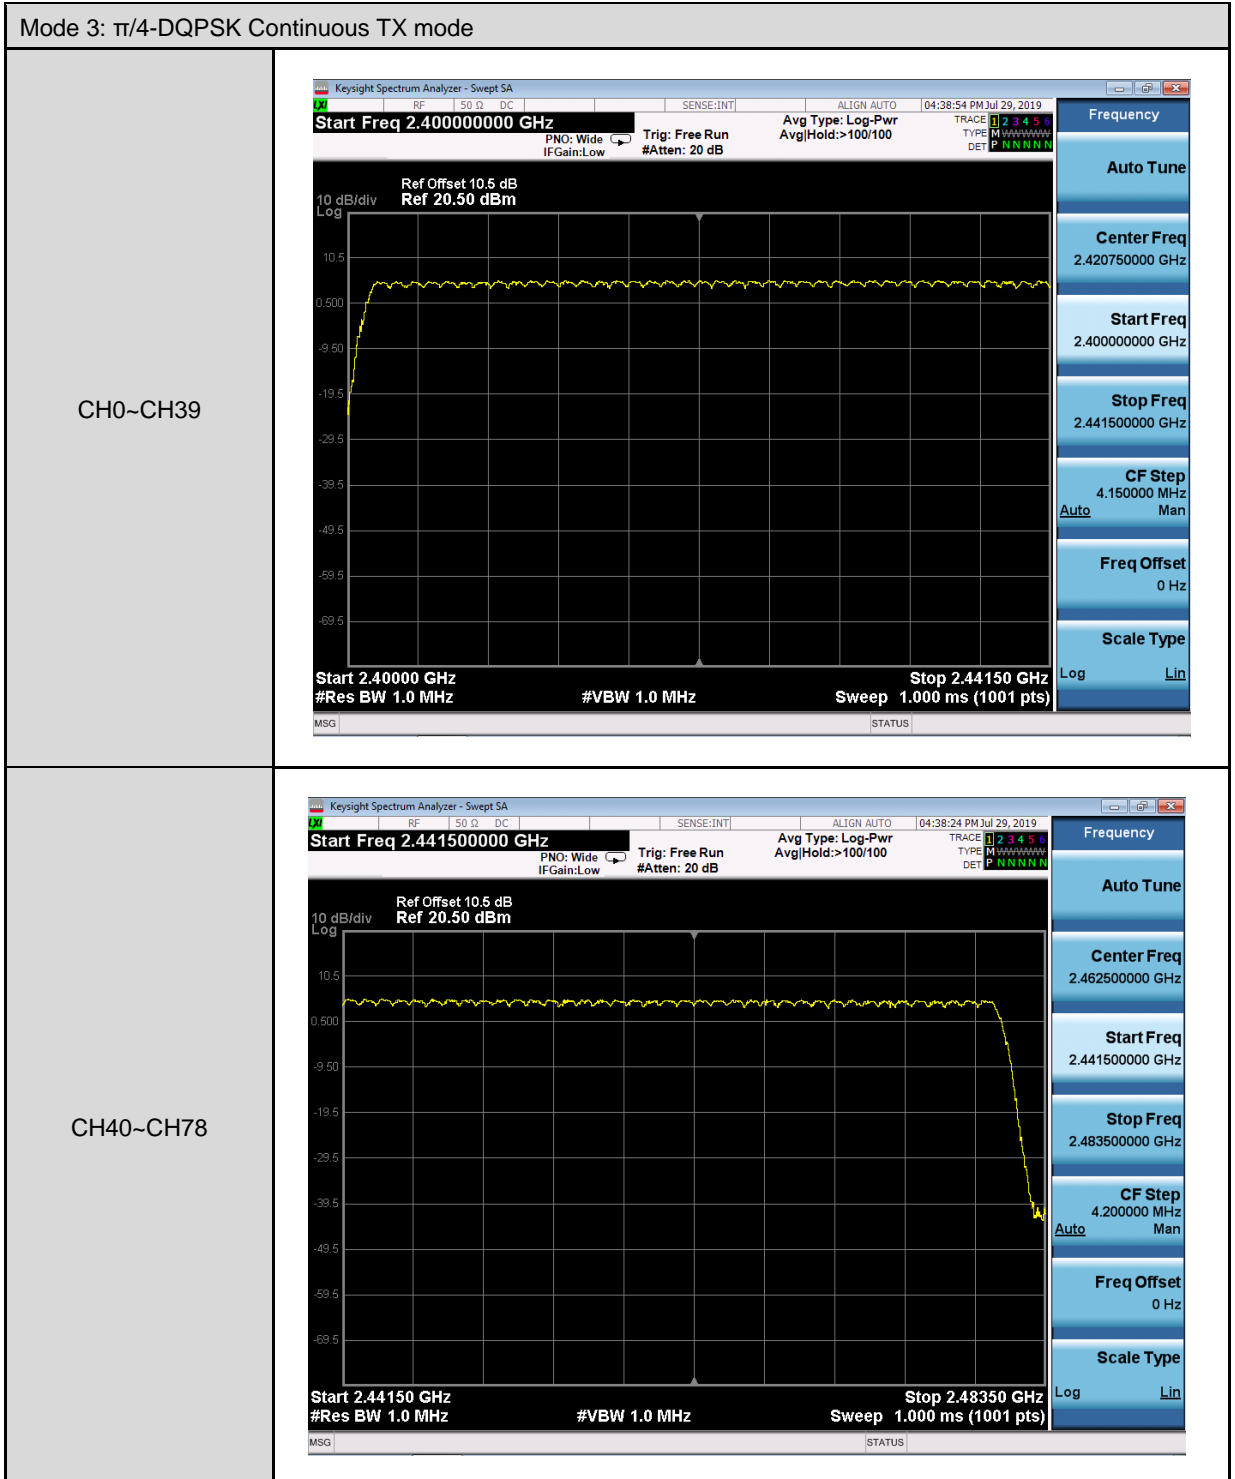 Mode 3: π/4-DQPSK Continuous TX mode
CH0~CH39
Keysight Spectrum Analyzer - Swept SA
LXI RF 50 Ω DC SENSE:INT ALIGN AUTO 04:38:54 PM Jul 29, 2019
Start Freq 2.400000000 GHz
PNO: Wide
IFGain:Low
Trig: Free Run
#Atten: 20 dB
Avg Type: Log-Pwr
Avg|Hold:>100/100
TRACE 1 2 3 4 5 6
TYPE M W W W W W
DET P N N N N N
Ref Offset 10.5 dB
10 dB/div Ref 20.50 dBm
Log
10.5
0.500
-9.50
-19.5
-29.5
-39.5
-49.5
-59.5
-69.5
Start 2.40000 GHz Stop 2.44150 GHz
#Res BW 1.0 MHz #VBW 1.0 MHz Sweep 1.000 ms (1001 pts)
MSG STATUS
Frequency
Auto Tune
Center Freq
2.420750000 GHz
Start Freq
2.400000000 GHz
Stop Freq
2.441500000 GHz
CF Step
4.150000 MHz
Auto Man
Freq Offset
0 Hz
Scale Type
Log Lin
CH40~CH78
Keysight Spectrum Analyzer - Swept SA
LXI RF 50 Ω DC SENSE:INT ALIGN AUTO 04:38:24 PM Jul 29, 2019
Start Freq 2.441500000 GHz
PNO: Wide
IFGain:Low
Trig: Free Run
#Atten: 20 dB
Avg Type: Log-Pwr
Avg|Hold:>100/100
TRACE 1 2 3 4 5 6
TYPE M W W W W W
DET P N N N N N
Ref Offset 10.5 dB
10 dB/div Ref 20.50 dBm
Log
10.5
0.500
-9.50
-19.5
-29.5
-39.5
-49.5
-59.5
-69.5
Start 2.44150 GHz Stop 2.48350 GHz
#Res BW 1.0 MHz #VBW 1.0 MHz Sweep 1.000 ms (1001 pts)
MSG STATUS
Frequency
Auto Tune
Center Freq
2.462500000 GHz
Start Freq
2.441500000 GHz
Stop Freq
2.483500000 GHz
CF Step
4.200000 MHz
Auto Man
Freq Offset
0 Hz
Scale Type
Log Lin